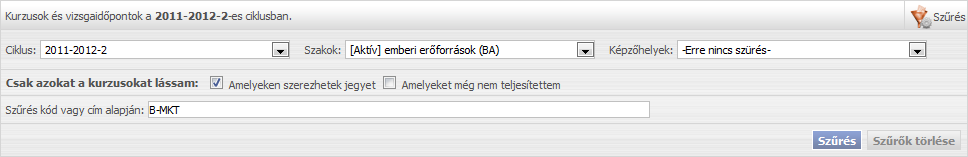 Kurzusok és vizsgaidőpontok a 2011-2012-2-es ciklusban. Szűrés
Ciklus: 2011-2012-2 Szakok: [Aktív] emberi erőforrások (BA) Képzőhelyek: -Erre nincs szürés-
Csak azokat a kurzusokat lássam: Amelyeken szerezhetek jegyet Amelyeket még nem teljesítettem
Szűrés kód vagy cím alapján: B-MKT
Szűrés Szűrők törlése